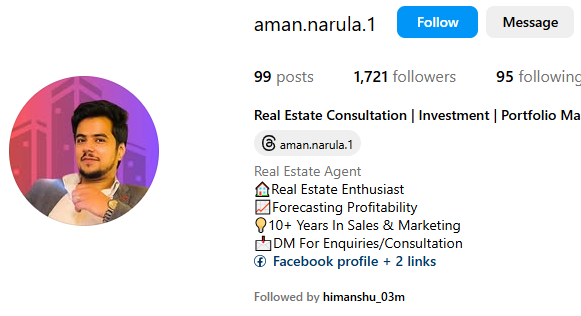 aman.narula.1 Follow Message
99 posts 1,721 followers 95 following
Real Estate Consultation | Investment | Portfolio Ma
aman.narula.1
Real Estate Agent
🏠Real Estate Enthusiast
📈Forecasting Profitability
💡10+ Years In Sales & Marketing
📩DM For Enquiries/Consultation
Facebook profile + 2 links
Followed by himanshu_03m